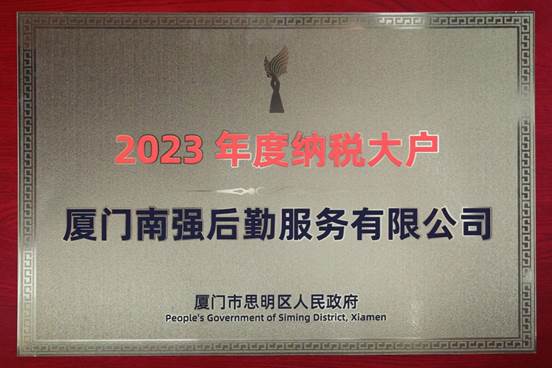 2023 年度纳税大户
厦门南强后勤服务有限公司
厦门市思明区人民政府
People's Government of Siming District, Xiamen